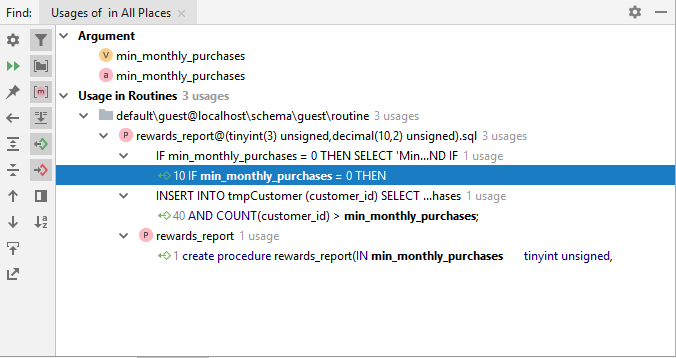 Find: Usages of in All Places
Argument
V min_monthly_purchases
a min_monthly_purchases
Usage in Routines 3 usages
default\guest@localhost\schema\guest\routine 3 usages
P rewards_report@(tinyint(3) unsigned,decimal(10,2) unsigned).sql 3 usages
IF min_monthly_purchases = 0 THEN SELECT 'Min...ND IF 1 usage
10 IF min_monthly_purchases = 0 THEN
INSERT INTO tmpCustomer (customer_id) SELECT ...hases 1 usage
40 AND COUNT(customer_id) > min_monthly_purchases;
P rewards_report 1 usage
1 create procedure rewards_report(IN min_monthly_purchases tinyint unsigned,